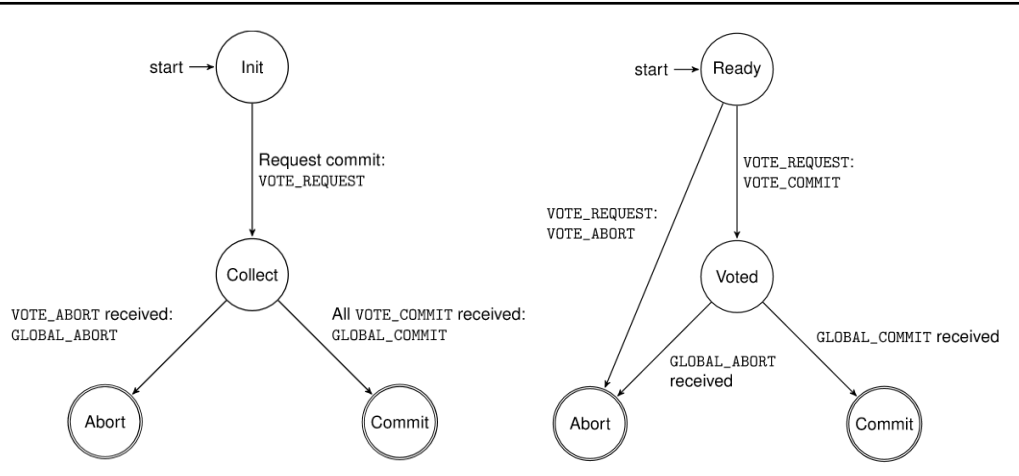 start
Init
Request commit:
VOTE_REQUEST
Collect
VOTE_ABORT received:
GLOBAL_ABORT
All VOTE_COMMIT received:
GLOBAL_COMMIT
Abort
Commit
start
Ready
VOTE_REQUEST:
VOTE_COMMIT
VOTE_REQUEST:
VOTE_ABORT
Voted
GLOBAL_ABORT
received
GLOBAL_COMMIT received
Abort
Commit